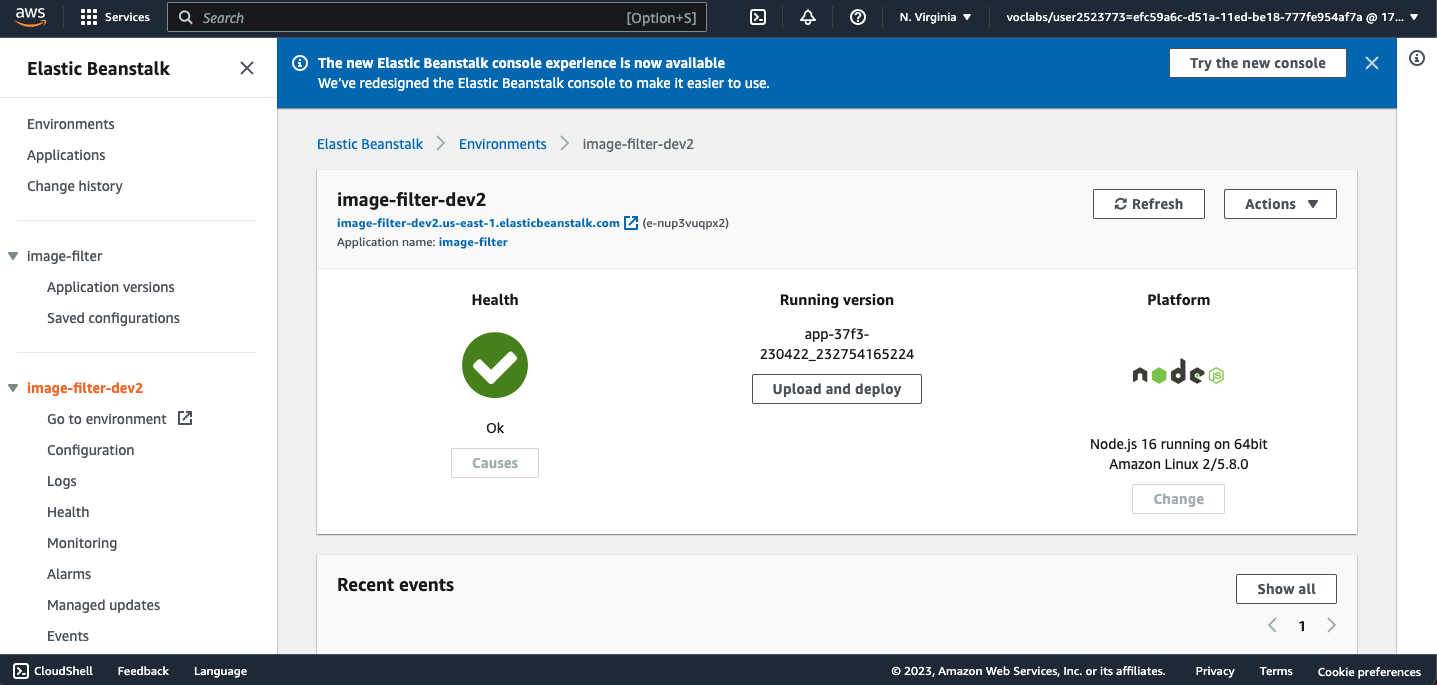 aws
Services
Search
[Option+S]
N. Virginia
voclabs/user2523773=efc59a6c-d51a-11ed-be18-777fe954af7a @ 17...
Elastic Beanstalk
Environments
Applications
Change history
image-filter
Application versions
Saved configurations
image-filter-dev2
Go to environment
Configuration
Logs
Health
Monitoring
Alarms
Managed updates
Events
The new Elastic Beanstalk console experience is now available
We've redesigned the Elastic Beanstalk console to make it easier to use.
Try the new console
Elastic Beanstalk
Environments
image-filter-dev2
image-filter-dev2
image-filter-dev2.us-east-1.elasticbeanstalk.com (e-nup3vuqpx2)
Application name: image-filter
Refresh
Actions
Health
Ok
Causes
Running version
app-37f3-
230422_232754165224
Upload and deploy
Platform
node JS
Node.js 16 running on 64bit
Amazon Linux 2/5.8.0
Change
Recent events
Show all
1
CloudShell
Feedback
Language
© 2023, Amazon Web Services, Inc. or its affiliates.
Privacy
Terms
Cookie preferences